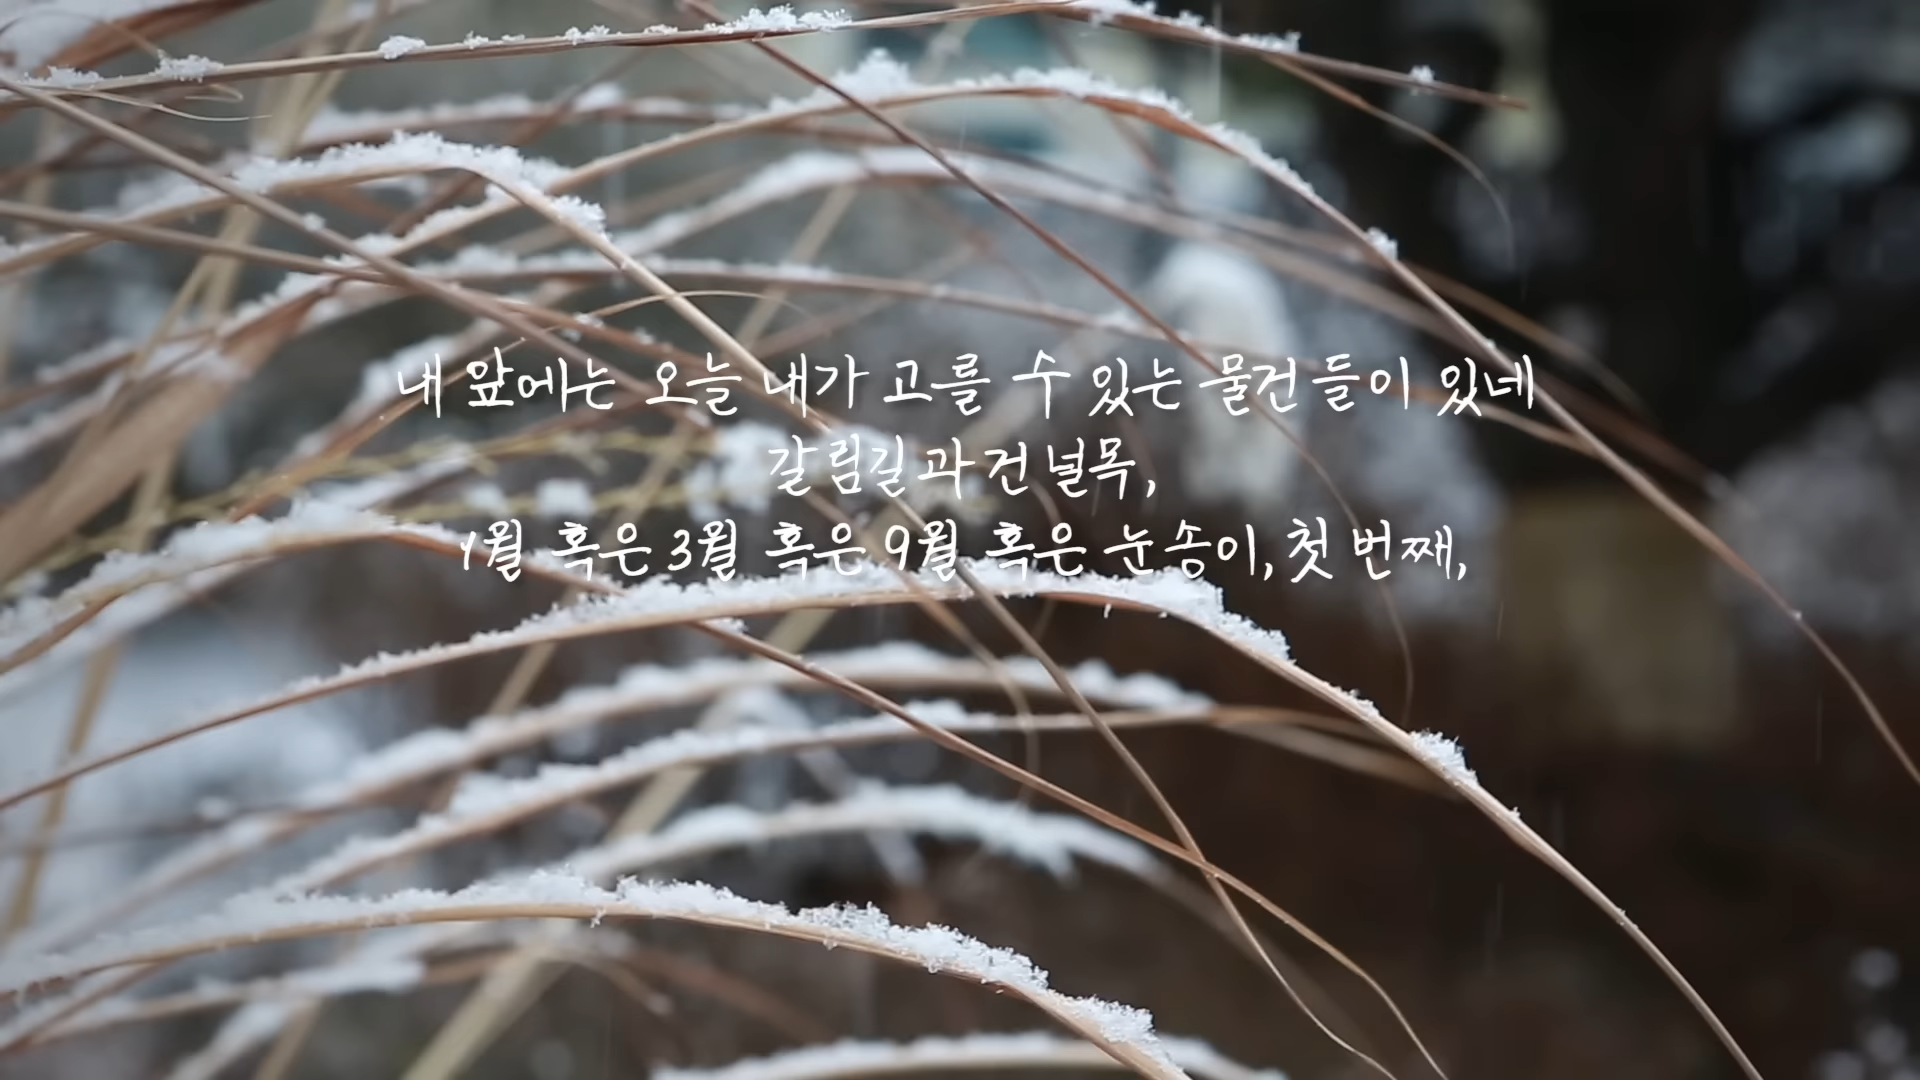 내 앞에는 오늘 내가 고를 수 있는 물건들이 있네
갈림길과 건널목,
1월 혹은 3월 혹은 9월 혹은 눈송이, 첫 번째,